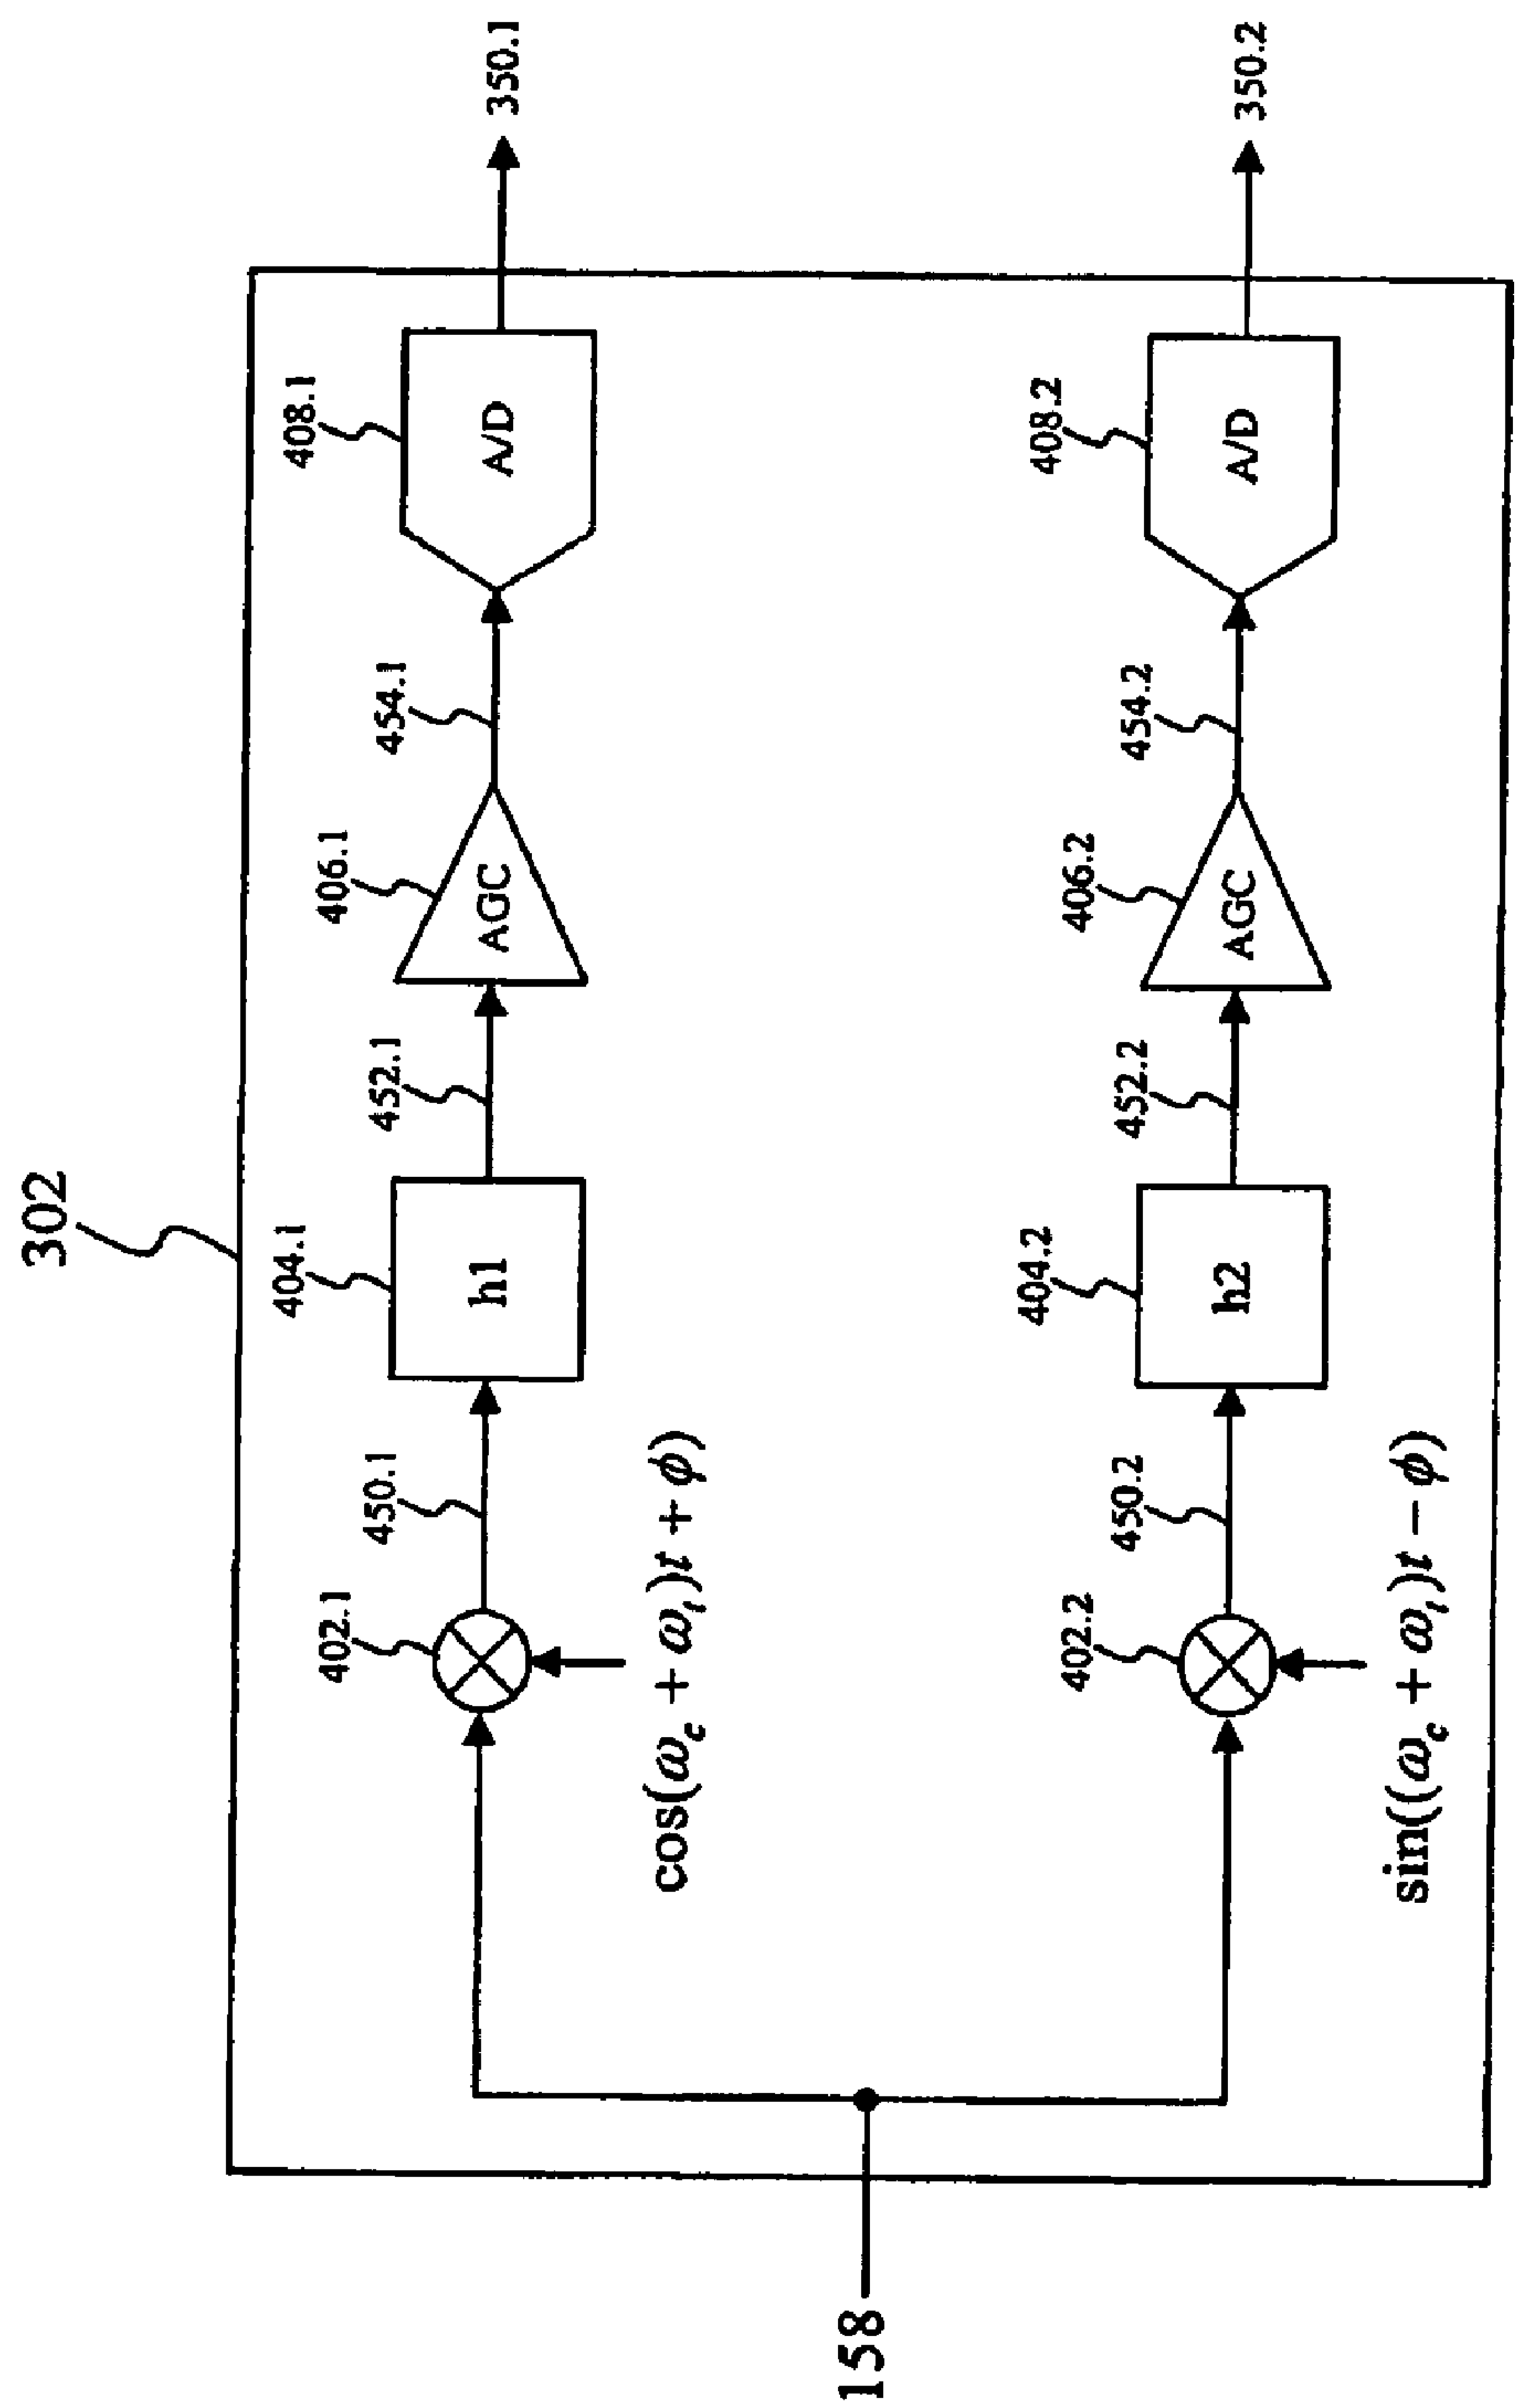 302
158
402.1
450.1
404.1
h1
452.1
406.1
AGC
454.1
408.1
A/D
350.1
cos(ω_c + ω_i)t + ϕ)
402.2
450.2
404.2
h2
452.2
406.2
AGC
454.2
408.2
A/D
350.2
sin((ω_c + ω_i)t − ϕ)